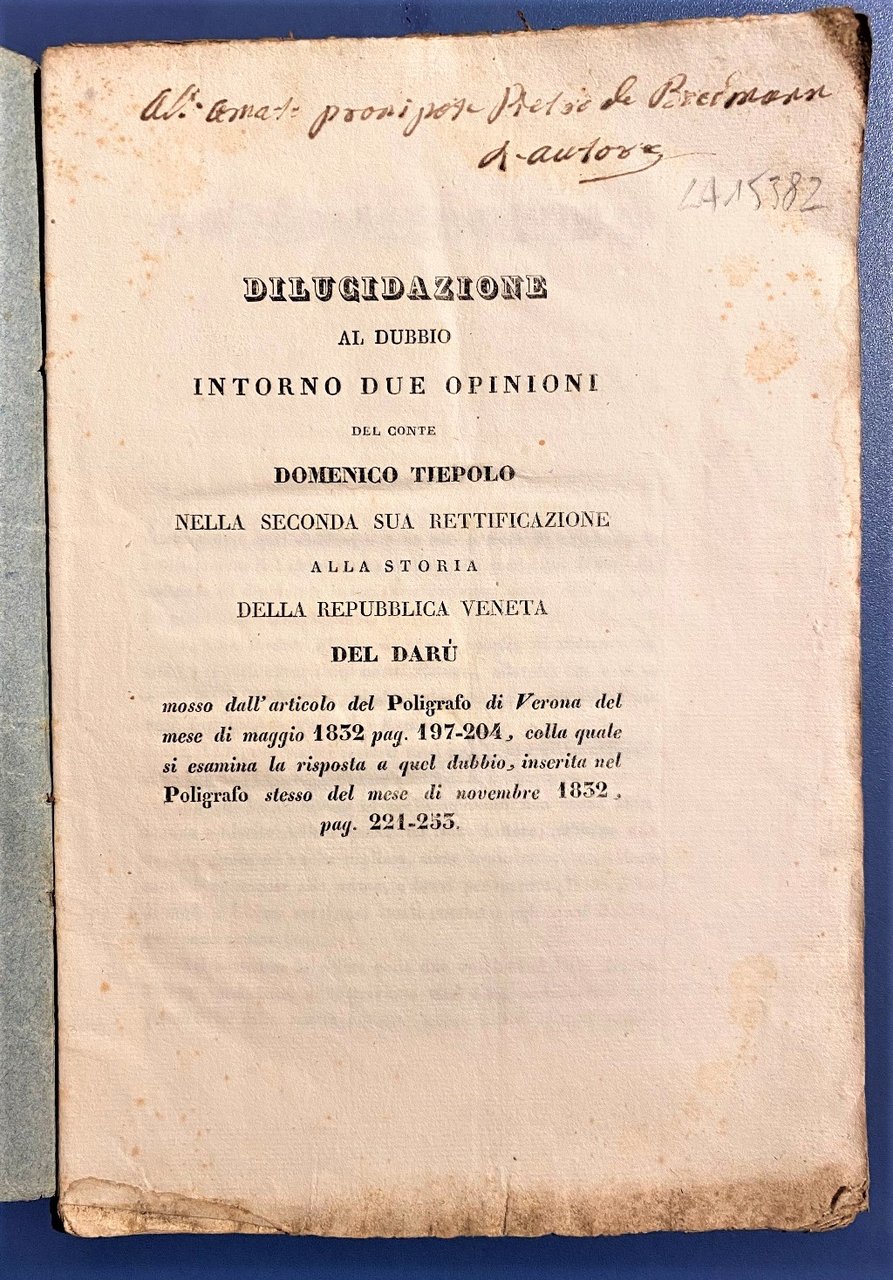 All' amat. pronipote Pietro de
l'autore
LA15382
DILUCIDAZIONE
AL DUBBIO
INTORNO DUE OPINIONI
DEL CONTE
DOMENICO TIEPOLO
NELLA SECONDA SUA RETTIFICAZIONE
ALLA STORIA
DELLA REPUBBLICA VENETA
DEL DARÙ
mosso dall'articolo del Poligrafo di Verona del
mese di maggio 1832 pag. 197-204, colla quale
si esamina la risposta a quel dubbio, inserita nel
Poligrafo stesso del mese di novembre 1832,
pag. 221-253.